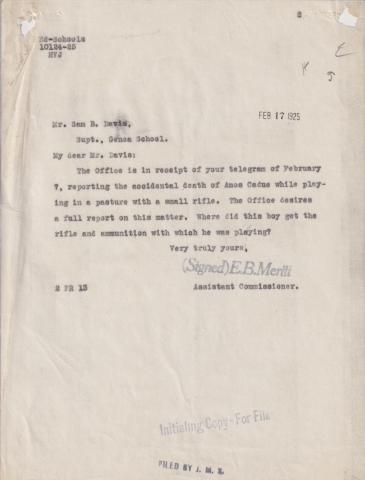 Ed-Schools
10124-25
HVJ
FEB 17 1925
Mr. Sam B. Davis,
Supt., Genoa School.
My dear Mr. Davis:
The Office is in receipt of your telegram of February
7, reporting the accidental death of Amos Cadue while play-
ing in a pasture with a small rifle. The Office desires
a full report on this matter. Where did this boy get the
rifle and ammunition with which he was playing?
Very truly yours,
(Signed) E.B. Meritt
2 FR 13
Assistant Commissioner.
Initialing Copy - For File
FILED BY J. M. S.